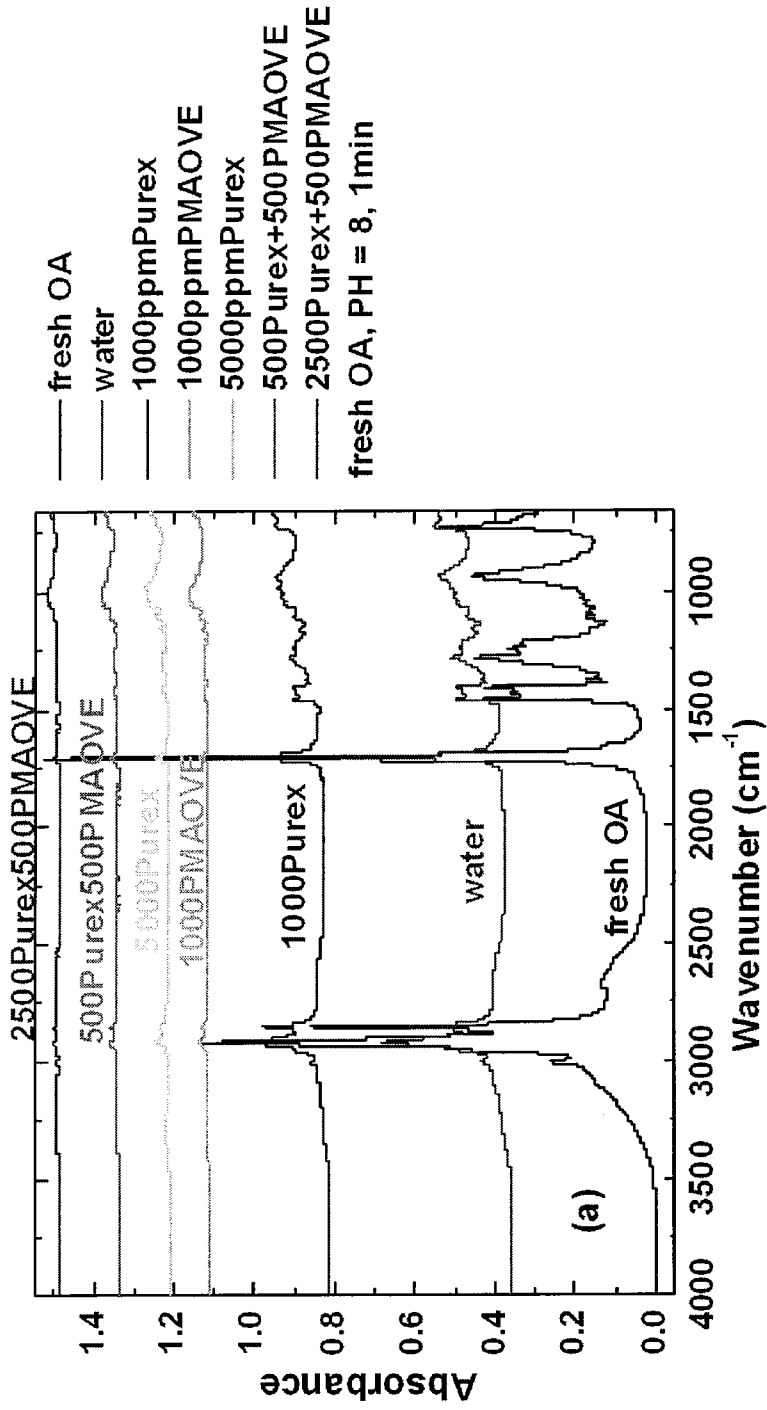 2500Purex500PMAOVE
500Purex500PMAOVE
5000Purex
1000PMAOVE
1000Purex
water
fresh OA
(a)
Absorbance
1.4
1.2
1.0
0.8
0.6
0.4
0.2
0.0
4000
3500
3000
2500
2000
1500
1000
Wavenumber (cm⁻¹)
fresh OA
water
1000ppmPurex
1000ppmPMAOVE
5000ppmPurex
500Purex+500PMAOVE
2500Purex+500PMAOVE
fresh OA, PH = 8, 1min